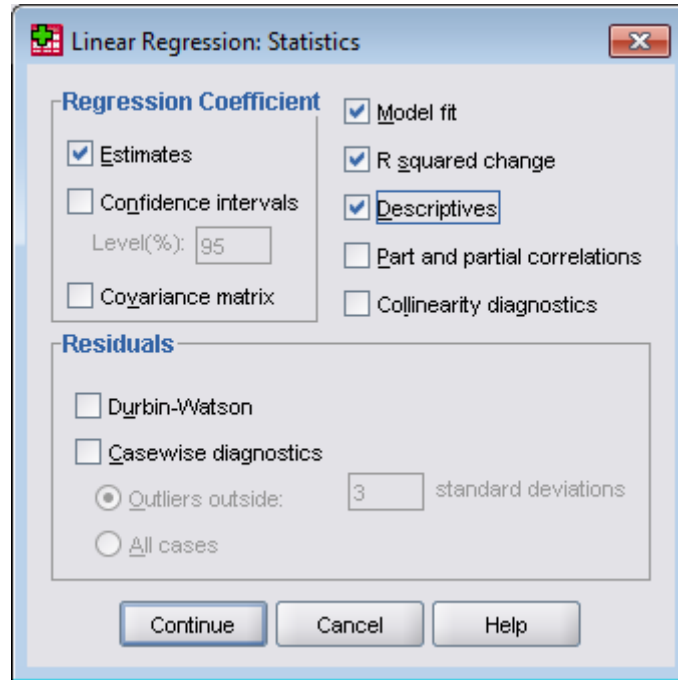 Linear Regression: Statistics
Regression Coefficient
Estimates
Confidence intervals
Level(%): 95
Covariance matrix
Model fit
R squared change
Descriptives
Part and partial correlations
Collinearity diagnostics
Residuals
Durbin-Watson
Casewise diagnostics
Outliers outside: 3 standard deviations
All cases
Continue Cancel Help